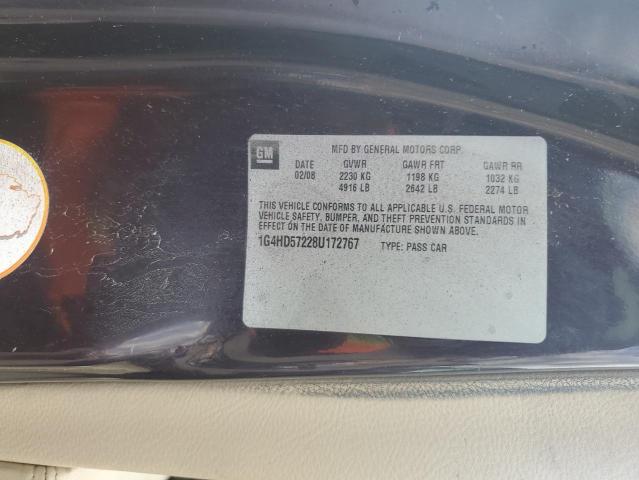 GM
MFD BY GENERAL MOTORS CORP.
DATE GVWR GAWR FRT GAWR RR
02/08 2230 KG 1198 KG 1032 KG
4916 LB 2642 LB 2274 LB
THIS VEHICLE CONFORMS TO ALL APPLICABLE U.S. FEDERAL MOTOR
VEHICLE SAFETY, BUMPER, AND THEFT PREVENTION STANDARDS IN
EFFECT ON THE DATE OF MANUFACTURE SHOWN ABOVE.
1G4HD57228U172767 TYPE: PASS CAR